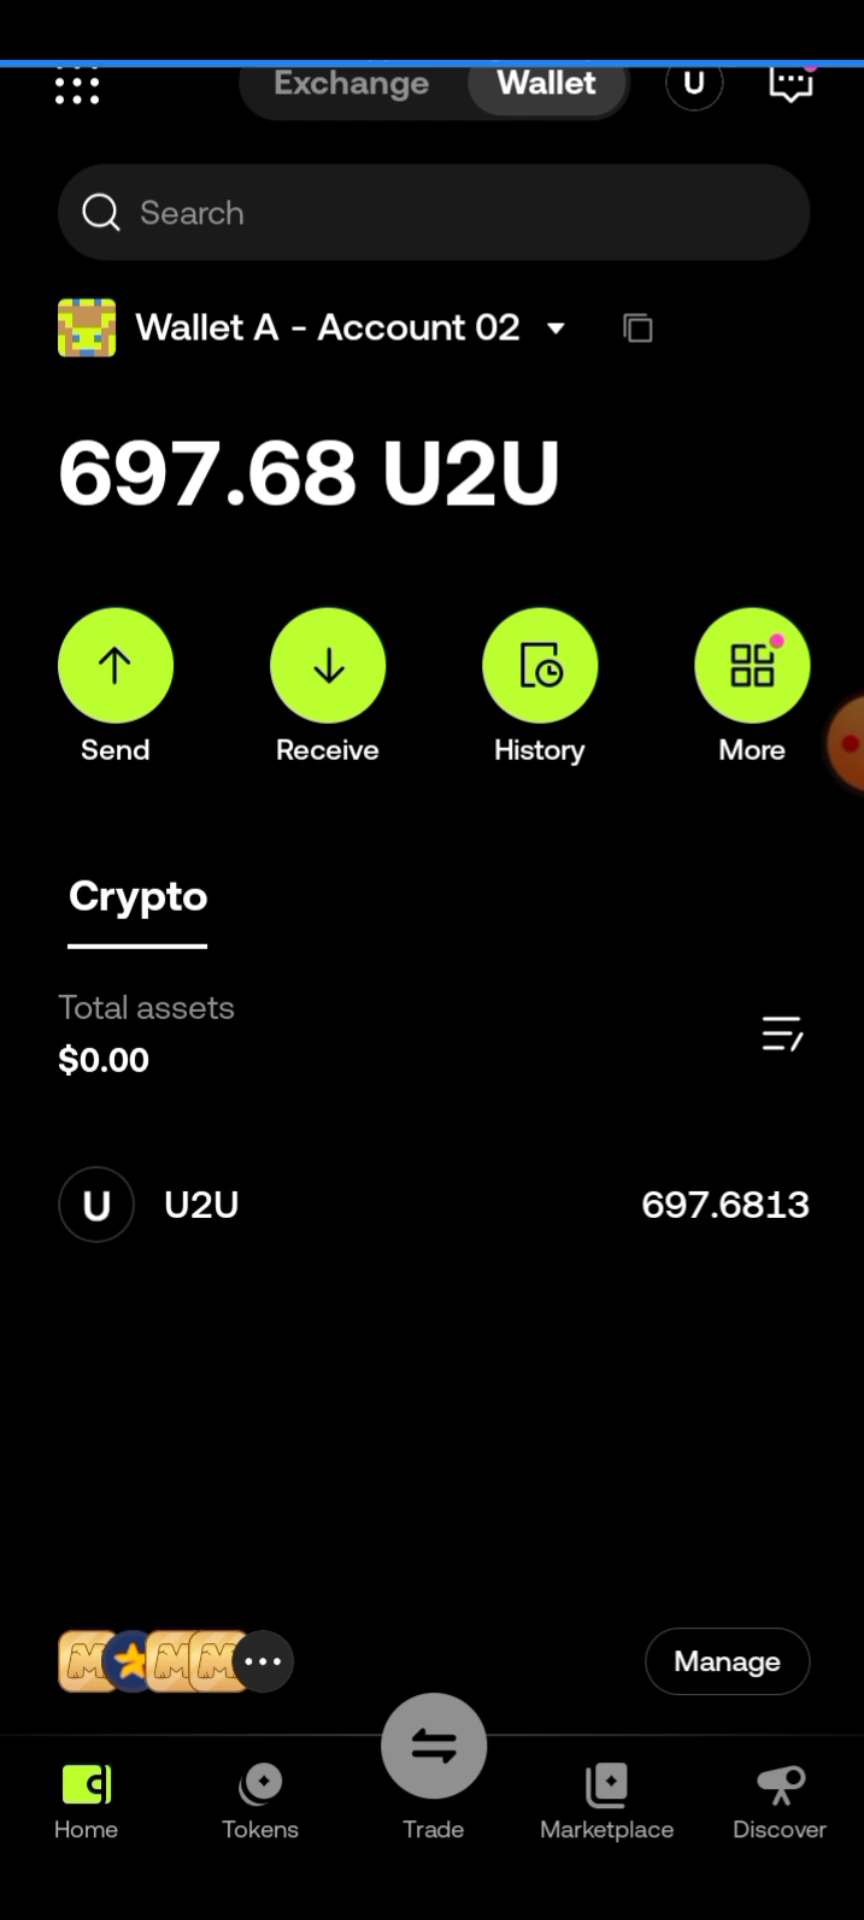 Exchange Wallet U
Search
Wallet A - Account 02
697.68 U2U
Send Receive History More
Crypto
Total assets
$0.00
U U2U 697.6813
Manage
Home Tokens Trade Marketplace Discover